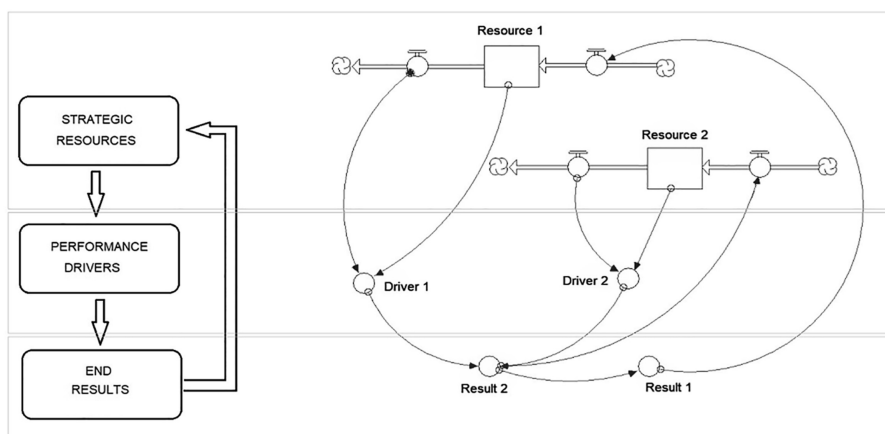 Resource 1
STRATEGIC
RESOURCES
Resource 2
PERFORMANCE
DRIVERS
Driver 1
Driver 2
END
RESULTS
Result 2
Result 1